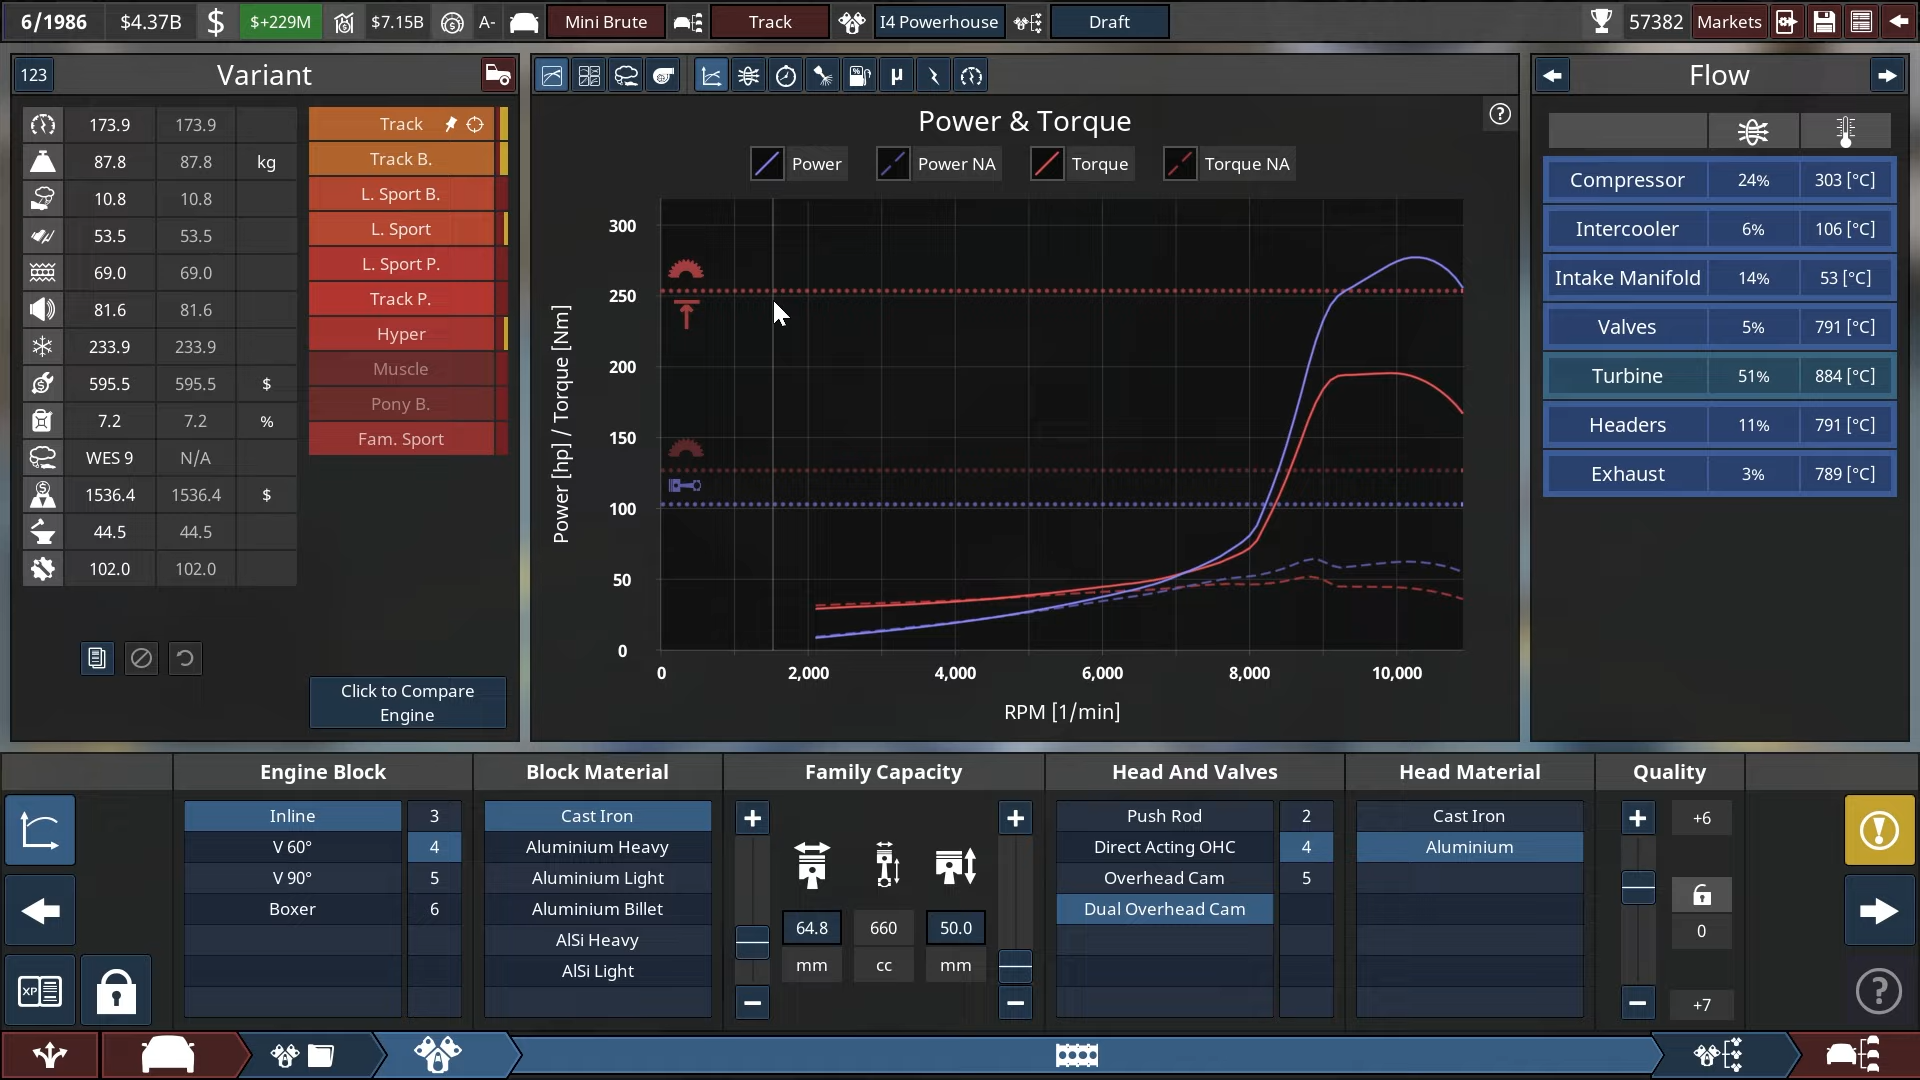 6/1986
$4.37B
$
$+229M
$7.15B
A-
Mini Brute
Track
I4 Powerhouse
Draft
57382
Markets
123
Variant
173.9 173.9
87.8 87.8 kg
10.8 10.8
53.5 53.5
69.0 69.0
81.6 81.6
233.9 233.9
595.5 595.5 $
7.2 7.2 %
WES 9 N/A
1536.4 1536.4 $
44.5 44.5
102.0 102.0
Track
Track B.
L. Sport B.
L. Sport
L. Sport P.
Track P.
Hyper
Muscle
Pony B.
Fam. Sport
Click to Compare
Engine
µ
Power & Torque
?
Power
Power NA
Torque
Torque NA
Power [hp] / Torque [Nm]
300
250
200
150
100
50
0
0 2,000 4,000 6,000 8,000 10,000
RPM [1/min]
Flow
Compressor 24% 303 [°C]
Intercooler 6% 106 [°C]
Intake Manifold 14% 53 [°C]
Valves 5% 791 [°C]
Turbine 51% 884 [°C]
Headers 11% 791 [°C]
Exhaust 3% 789 [°C]
Engine Block
Inline
V 60°
V 90°
Boxer
3
4
5
6
Block Material
Cast Iron
Aluminium Heavy
Aluminium Light
Aluminium Billet
AlSi Heavy
AlSi Light
Family Capacity
+ +
64.8 660 50.0
mm cc mm
− −
Head And Valves
Push Rod
Direct Acting OHC
Overhead Cam
Dual Overhead Cam
2
4
5
Head Material
Cast Iron
Aluminium
Quality
+ +6
0
− +7
XP
!
?